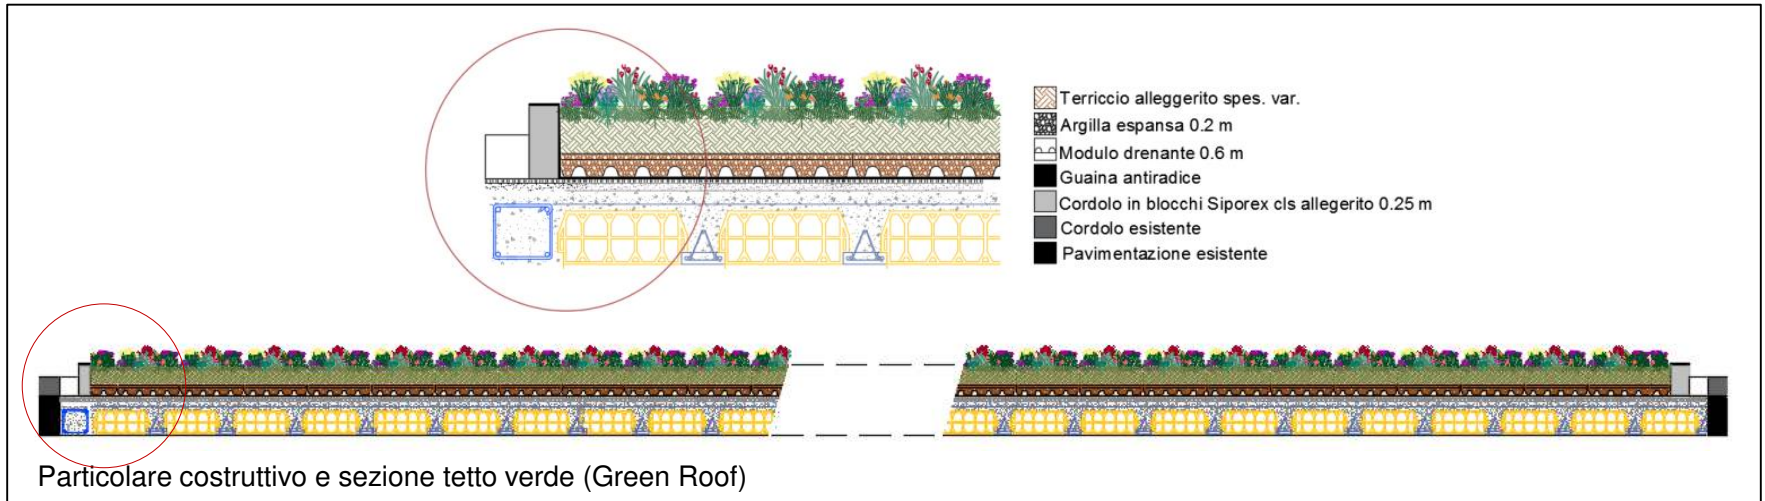 Terriccio alleggerito spes. var.
Argilla espansa 0.2 m
Modulo drenante 0.6 m
Guaina antiradice
Cordolo in blocchi Siporex cls allegerito 0.25 m
Cordolo esistente
Pavimentazione esistente
Particolare costruttivo e sezione tetto verde (Green Roof)